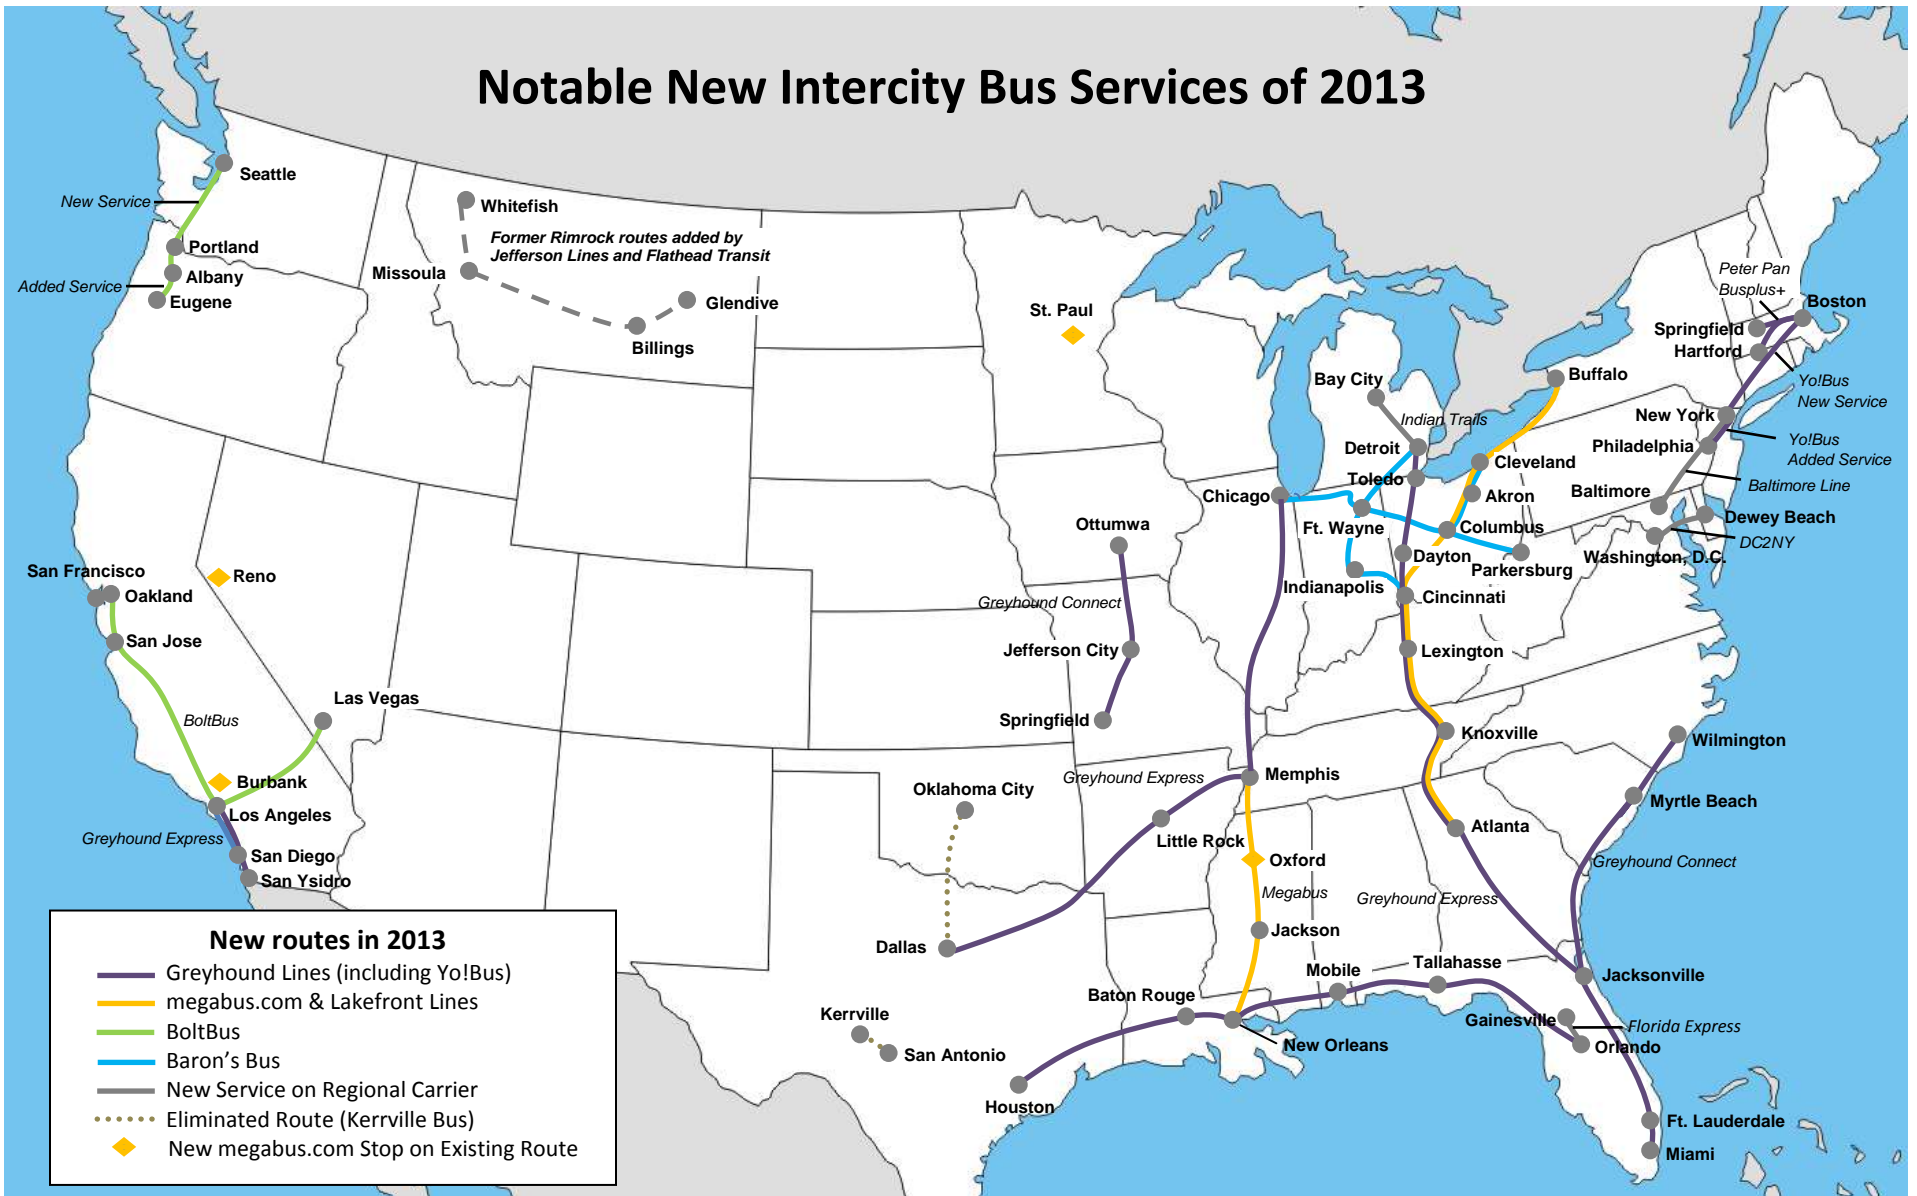 Notable New Intercity Bus Services of 2013
Seattle
New Service
Portland
Albany
Added Service
Eugene
Whitefish
Former Rimrock routes added by
Jefferson Lines and Flathead Transit
Missoula
Glendive
Billings
St. Paul
Peter Pan
Busplus+
Boston
Springfield
Hartford
Yo!Bus
New Service
Buffalo
Bay City
Indian Trails
New York
Detroit
Philadelphia
Yo!Bus
Added Service
Cleveland
Toledo
Akron
Baltimore
Baltimore Line
Chicago
Ft. Wayne
Columbus
Dewey Beach
DC2NY
Ottumwa
Dayton
Parkersburg
Washington, D.C.
San Francisco
Oakland
Reno
Indianapolis
Cincinnati
Greyhound Connect
San Jose
Jefferson City
Lexington
Las Vegas
BoltBus
Springfield
Knoxville
Wilmington
Burbank
Los Angeles
Oklahoma City
Greyhound Express
Memphis
Myrtle Beach
Greyhound Express
San Diego
San Ysidro
Little Rock
Atlanta
Oxford
Megabus
Greyhound Express
Greyhound Connect
Dallas
Jackson
Mobile
Tallahasse
Jacksonville
Baton Rouge
Kerrville
San Antonio
New Orleans
Gainesville
Florida Express
Orlando
Houston
Ft. Lauderdale
Miami
New routes in 2013
Greyhound Lines (including Yo!Bus)
megabus.com & Lakefront Lines
BoltBus
Baron's Bus
New Service on Regional Carrier
Eliminated Route (Kerrville Bus)
New megabus.com Stop on Existing Route